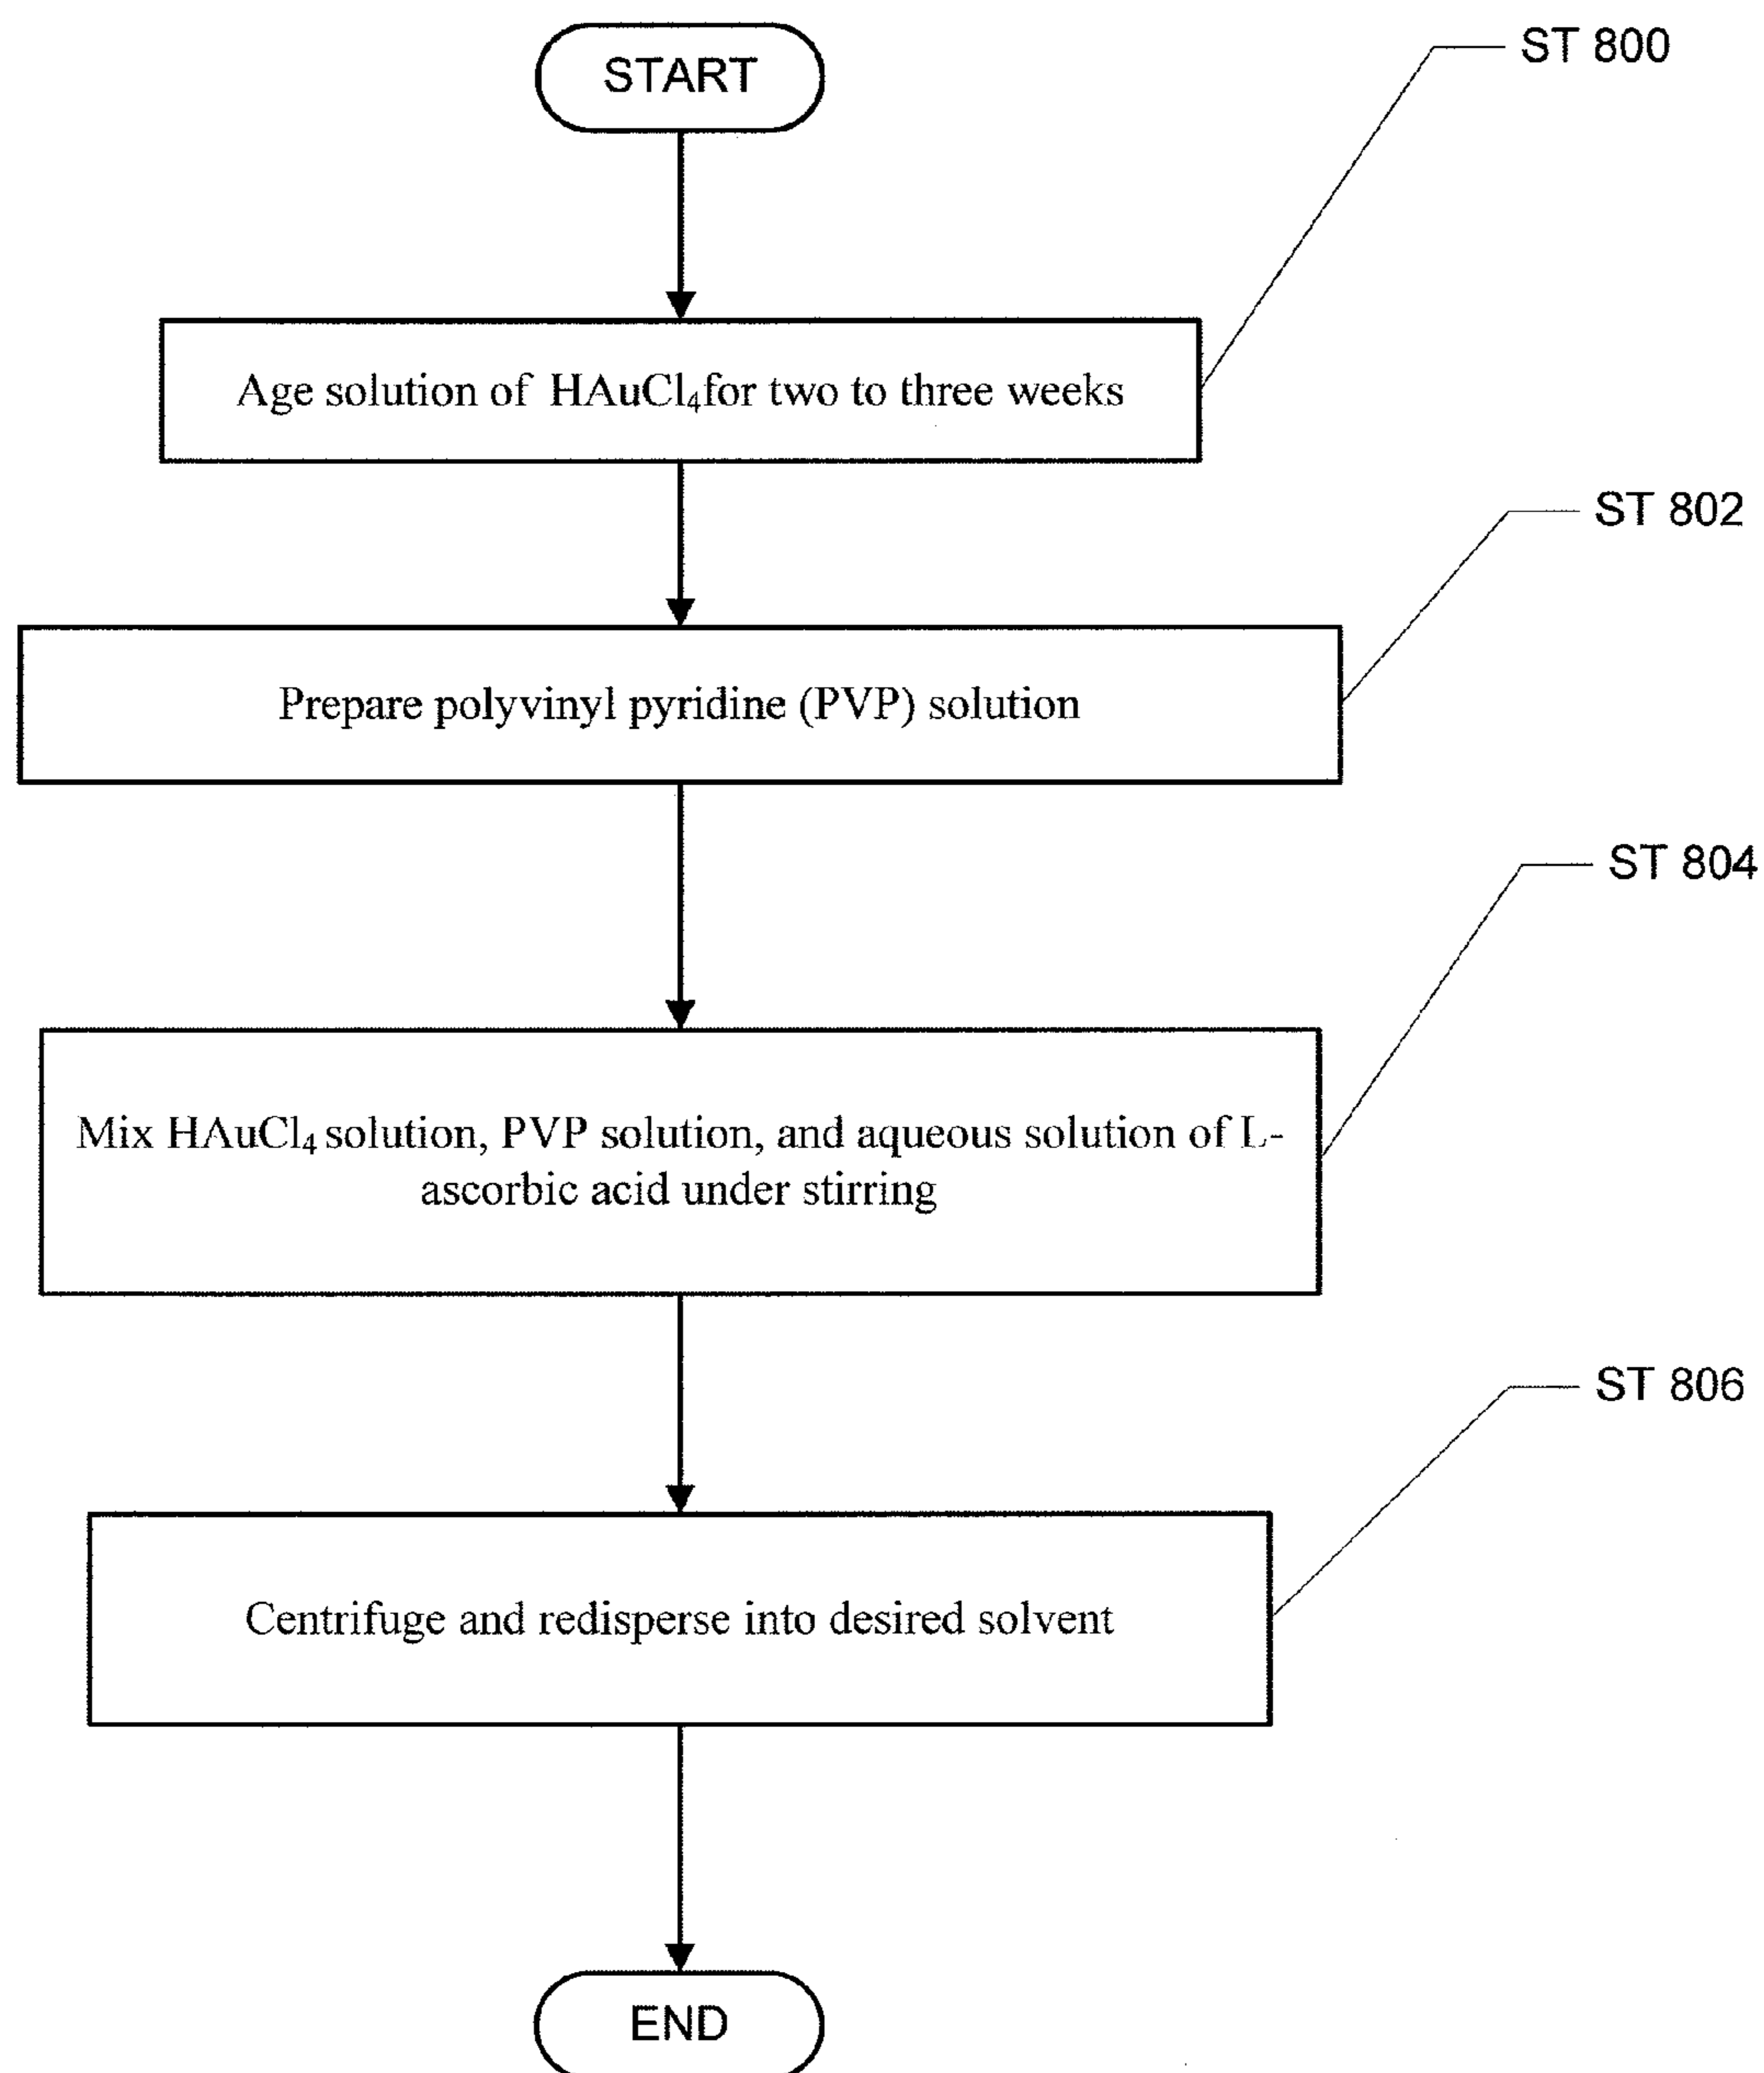 START
ST 800
Age solution of HAuCl₄for two to three weeks
ST 802
Prepare polyvinyl pyridine (PVP) solution
ST 804
Mix HAuCl₄ solution, PVP solution, and aqueous solution of L-
ascorbic acid under stirring
ST 806
Centrifuge and redisperse into desired solvent
END